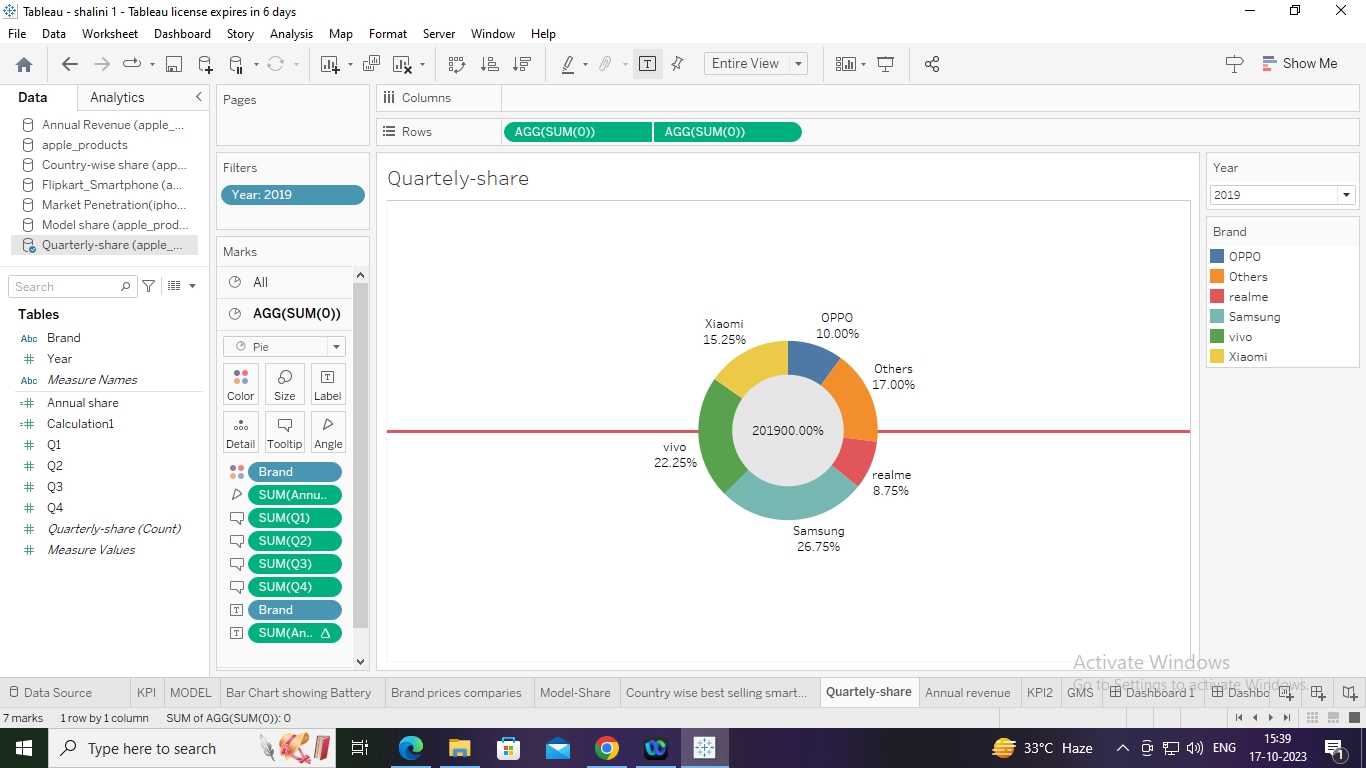 Tableau - shalini 1 - Tableau license expires in 6 days
File Data Worksheet Dashboard Story Analysis Map Format Server Window Help
Entire View
Show Me
Data Analytics
Annual Revenue (apple_...
apple_products
Country-wise share (app...
Flipkart_Smartphone (a...
Market Penetration(ipho...
Model share (apple_prod...
Quarterly-share (apple_...
Search
Tables
Abc Brand
Year
Abc Measure Names
Annual share
Calculation1
Q1
Q2
Q3
Q4
Quarterly-share (Count)
Measure Values
Pages
Filters
Year: 2019
Marks
All
AGG(SUM(0))
Pie
Color Size Label
Detail Tooltip Angle
Brand
SUM(Annu..
SUM(Q1)
SUM(Q2)
SUM(Q3)
SUM(Q4)
Brand
SUM(An.. Δ
Columns
Rows AGG(SUM(0)) AGG(SUM(0))
Quartely-share
Xiaomi
15.25%
OPPO
10.00%
Others
17.00%
201900.00%
vivo
22.25%
realme
8.75%
Samsung
26.75%
Year
2019
Brand
OPPO
Others
realme
Samsung
vivo
Xiaomi
Activate Windows
Go to Settings to activate Windows.
Data Source KPI MODEL Bar Chart showing Battery Brand prices companies Model-Share Country wise best selling smart... Quartely-share Annual revenue KPI2 GMS Dashboard 1 Dashbo
7 marks 1 row by 1 column SUM of AGG(SUM(0)): 0
Type here to search
33°C Haze
ENG
15:39
17-10-2023
1